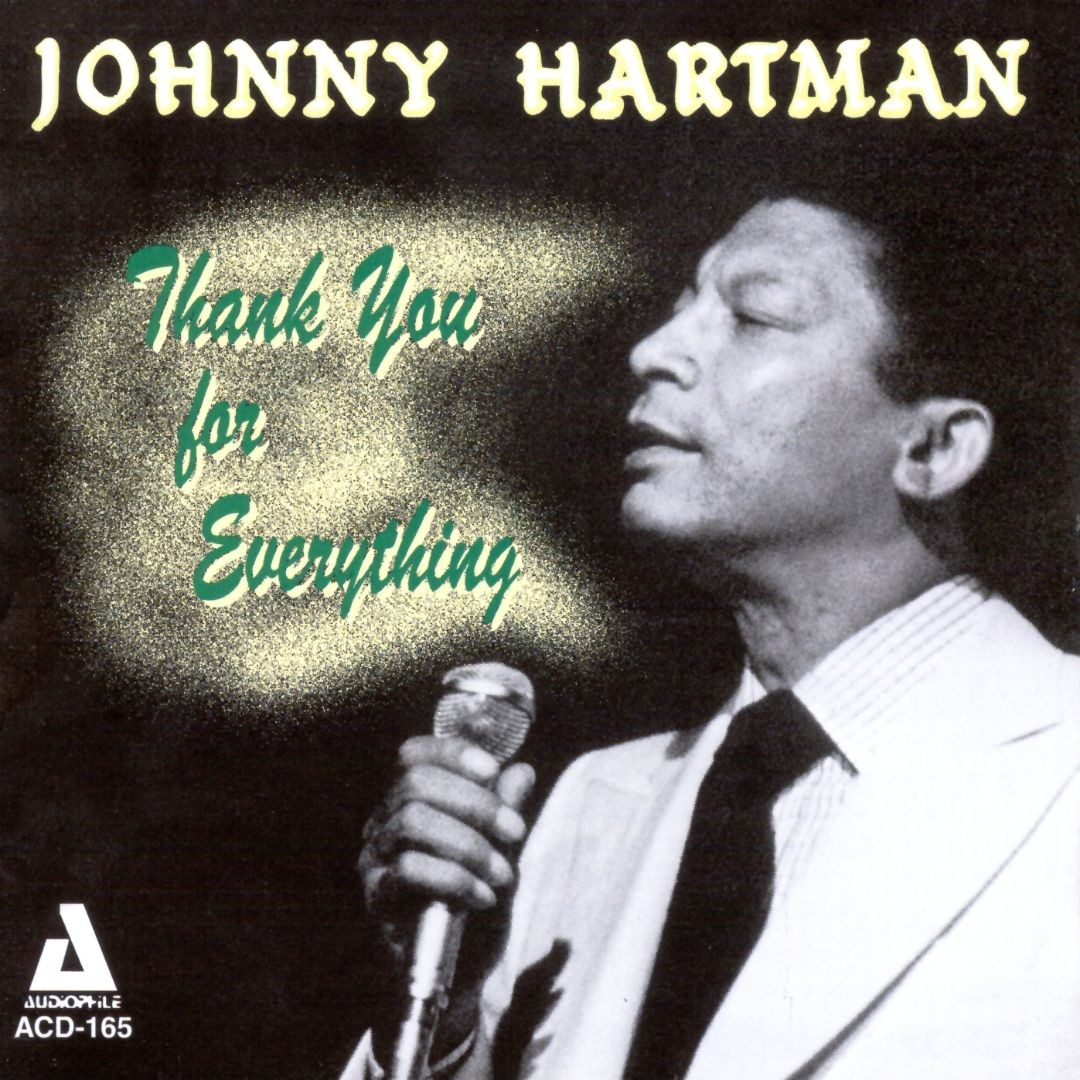 JOHNNY HARTMAN
Thank You
for
Everything
AUDIOPHILE
ACD-165